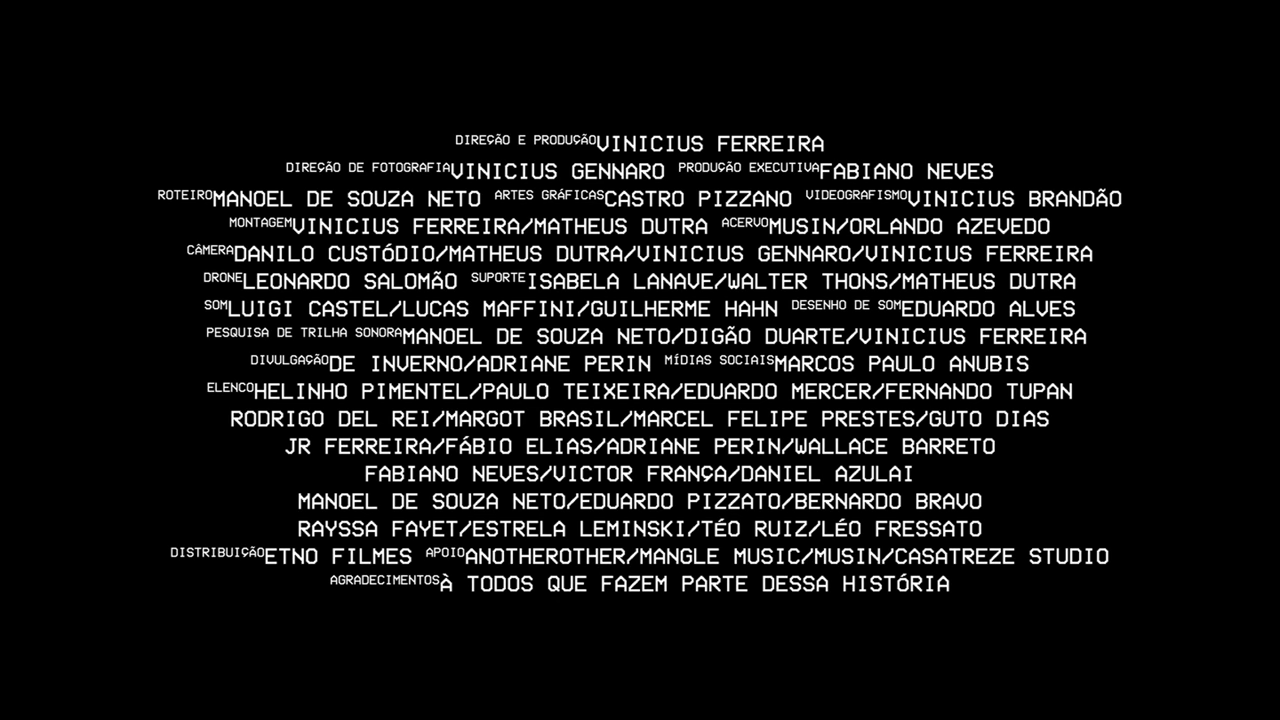 DIREÇÃO E PRODUÇÃO VINICIUS FERREIRA
DIREÇÃO DE FOTOGRAFIA VINICIUS GENNARO PRODUÇÃO EXECUTIVA FABIANO NEVES
ROTEIRO MANOEL DE SOUZA NETO ARTES GRÁFICAS CASTRO PIZZANO VIDEOGRAFISMO VINICIUS BRANDÃO
MONTAGEM VINICIUS FERREIRA/MATHEUS DUTRA ACERVO MUSIN/ORLANDO AZEVEDO
CÂMERA DANILO CUSTÓDIO/MATHEUS DUTRA/VINICIUS GENNARO/VINICIUS FERREIRA
DRONE LEONARDO SALOMÃO SUPORTE ISABELA LANAVE/WALTER THONS/MATHEUS DUTRA
SOM LUIGI CASTEL/LUCAS MAFFINI/GUILHERME HAHN DESENHO DE SOM EDUARDO ALVES
PESQUISA DE TRILHA SONORA MANOEL DE SOUZA NETO/DIGÃO DUARTE/VINICIUS FERREIRA
DIVULGAÇÃO DE INVERNO/ADRIANE PERIN MÍDIAS SOCIAIS MARCOS PAULO ANUBIS
ELENCO HELINHO PIMENTEL/PAULO TEIXEIRA/EDUARDO MERCER/FERNANDO TUPAN
RODRIGO DEL REI/MARGOT BRASIL/MARCEL FELIPE PRESTES/GUTO DIAS
JR FERREIRA/FÁBIO ELIAS/ADRIANE PERIN/WALLACE BARRETO
FABIANO NEVES/VICTOR FRANÇA/DANIEL AZULAI
MANOEL DE SOUZA NETO/EDUARDO PIZZATO/BERNARDO BRAVO
RAYSSA FAYET/ESTRELA LEMINSKI/TÉO RUIZ/LÉO FRESSATO
DISTRIBUIÇÃO ETNO FILMES APOIO ANOTHEROTHER/MANGLE MUSIC/MUSIN/CASATREZE STUDIO
AGRADECIMENTOS À TODOS QUE FAZEM PARTE DESSA HISTÓRIA